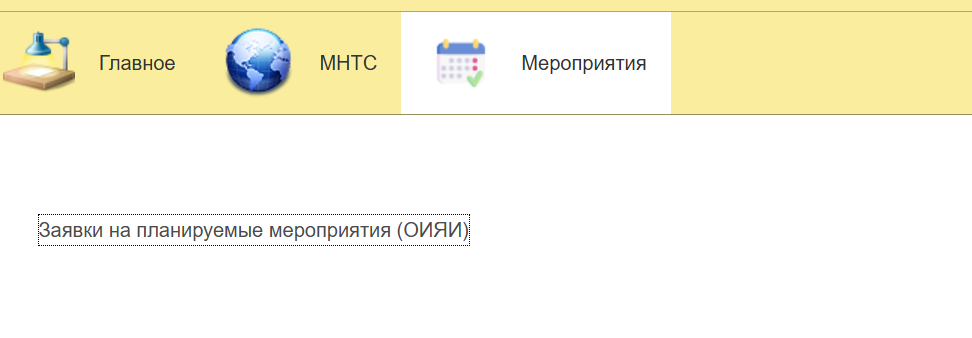 Главное МНТС Мероприятия
Заявки на планируемые мероприятия (ОИЯИ)